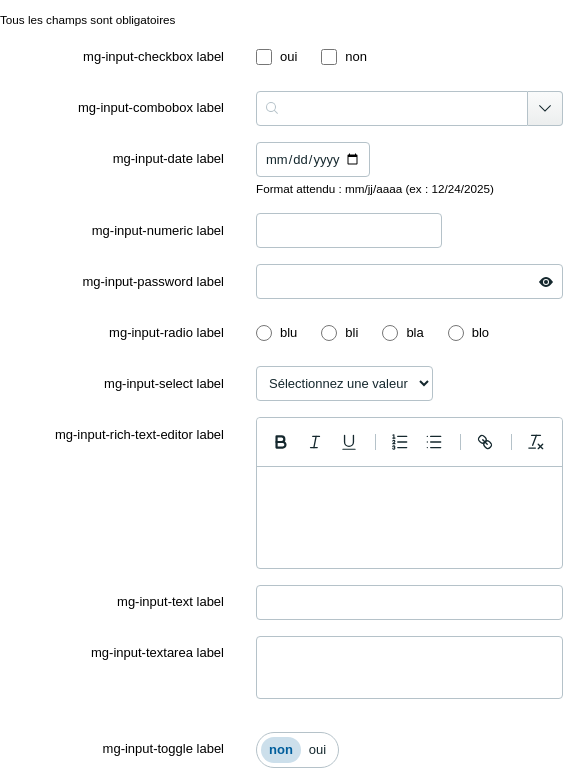 Tous les champs sont obligatoires
mg-input-checkbox label oui non
mg-input-combobox label
mg-input-date label mm/dd/yyyy
Format attendu : mm/jj/aaaa (ex : 12/24/2025)
mg-input-numeric label
mg-input-password label
mg-input-radio label blu bli bla blo
mg-input-select label Sélectionnez une valeur
mg-input-rich-text-editor label
mg-input-text label
mg-input-textarea label
mg-input-toggle label non oui